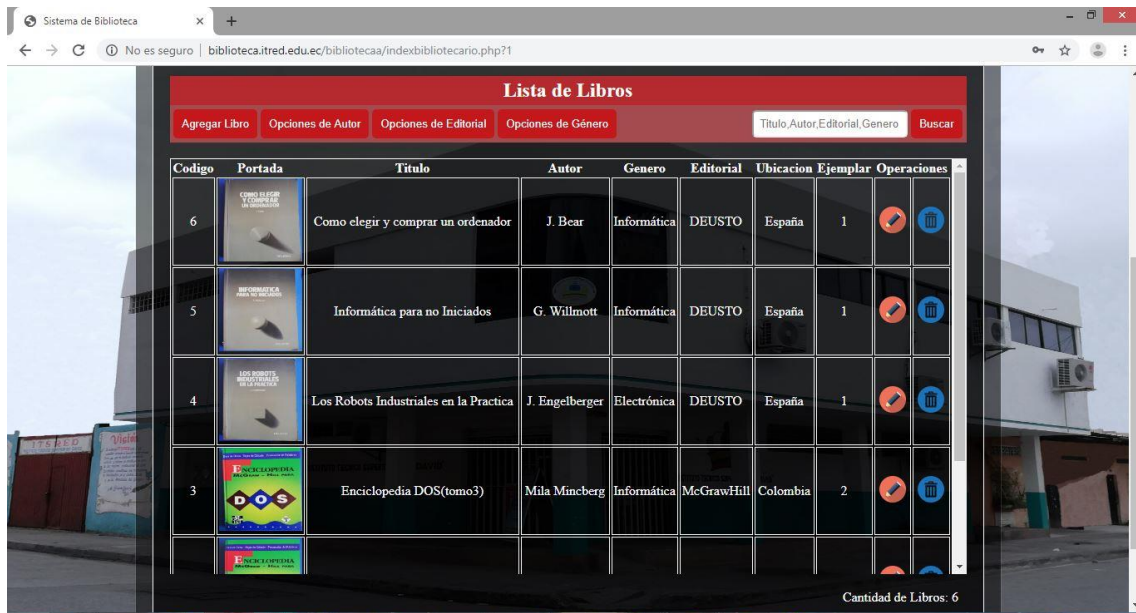 Sistema de Biblioteca
No es seguro | biblioteca.itred.edu.ec/bibliotecaa/indexbibliotecario.php?1
Lista de Libros
Agregar Libro Opciones de Autor Opciones de Editorial Opciones de Género Titulo,Autor,Editorial,Genero Buscar
Codigo Portada Titulo Autor Genero Editorial Ubicacion Ejemplar Operaciones
COMO ELEGIR
Y COMPRAR
UN ORDENADOR
6 Como elegir y comprar un ordenador J. Bear Informática DEUSTO España 1
INFORMATICA
PARA NO INICIADOS
5 Informática para no Iniciados G. Willmott Informática DEUSTO España 1
LOS ROBOTS
INDUSTRIALES
EN LA PRACTICA
4 Los Robots Industriales en la Practica J. Engelberger Electrónica DEUSTO España 1
ENCICLOPEDIA
DOS
3 Enciclopedia DOS(tomo3) Mila Mincberg Informática McGrawHill Colombia 2
ENCICLOPEDIA
ITSRED
Cantidad de Libros: 6